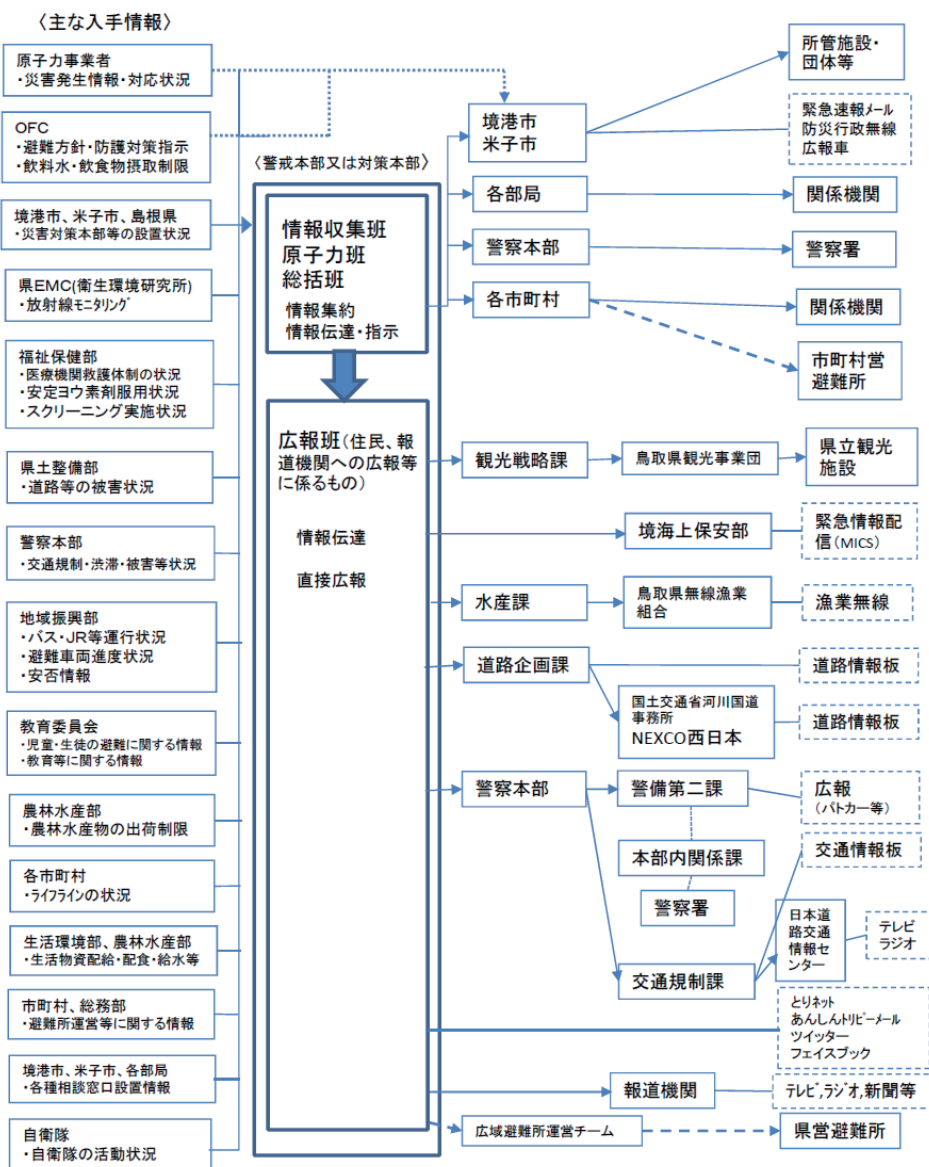 〈主な入手情報〉
原子力事業者
・災害発生情報・対応状況
OFC
・避難方針・防護対策指示
・飲料水・飲食物摂取制限
境港市、米子市、島根県
・災害対策本部等の設置状況
県EMC(衛生環境研究所)
・放射線モニタリング
福祉保健部
・医療機関救護体制の状況
・安定ヨウ素剤服用状況
・スクリーニング実施状況
県土整備部
・道路等の被害状況
警察本部
・交通規制・渋滞・被害等状況
地域振興部
・バス・JR等運行状況
・避難車両進度状況
・安否情報
教育委員会
・児童・生徒の避難に関する情報
・教育等に関する情報
農林水産部
・農林水産物の出荷制限
各市町村
・ライフラインの状況
生活環境部、農林水産部
・生活物資配給・配食・給水等
市町村、総務部
・避難所運営等に関する情報
境港市、米子市、各部局
・各種相談窓口設置情報
自衛隊
・自衛隊の活動状況
〈警戒本部又は対策本部〉
情報収集班
原子力班
総括班
情報集約
情報伝達・指示
広報班(住民、報
道機関への広報等
に係るもの)
情報伝達
直接広報
境港市
米子市
所管施設・
団体等
緊急速報メール
防災行政無線
広報車
各部局
関係機関
警察本部
警察署
各市町村
関係機関
市町村営
避難所
観光戦略課
鳥取県観光事業団
県立観光
施設
境海上保安部
緊急情報配
信(MICS)
水産課
鳥取県無線漁業
組合
漁業無線
道路企画課
道路情報板
国土交通省河川国道
事務所
NEXCO西日本
道路情報板
警察本部
警備第二課
広報
(パトカー等)
本部内関係課
警察署
交通情報板
交通規制課
日本道
路交通
情報セ
ンター
テレビ
ラジオ
とりネット
あんしんトリピーメール
ツイッター
フェイスブック
報道機関
テレビ,ラジオ,新聞等
広域避難所運営チーム
県営避難所